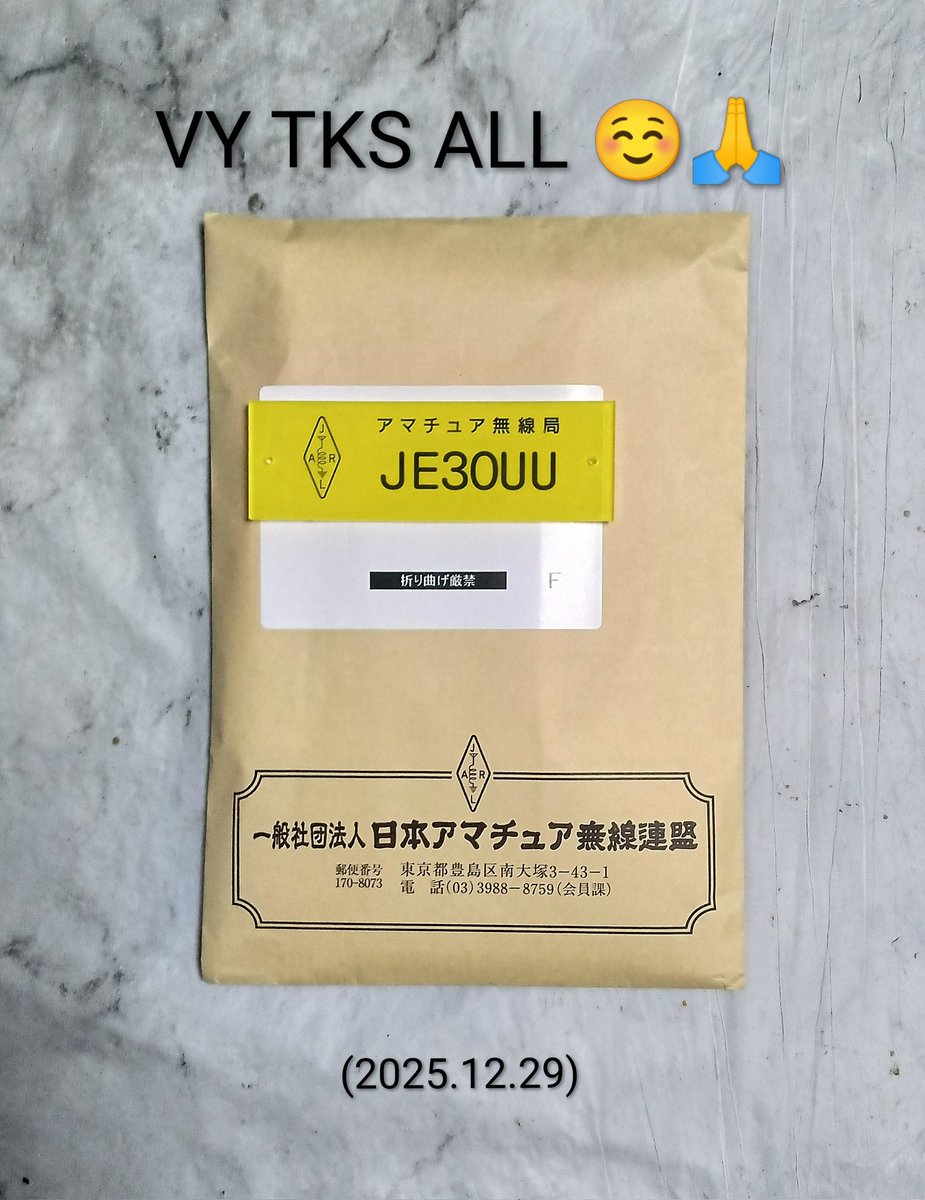 VY TKS ALL ☺️🙏
アマチュア無線局
JARL
JE3OUU
折り曲げ厳禁 F
JARL
一般社団法人 日本アマチュア無線連盟
郵便番号 東京都豊島区南大塚3-43-1
170-8073 電 話(03)3988-8759(会員課)
(2025.12.29)